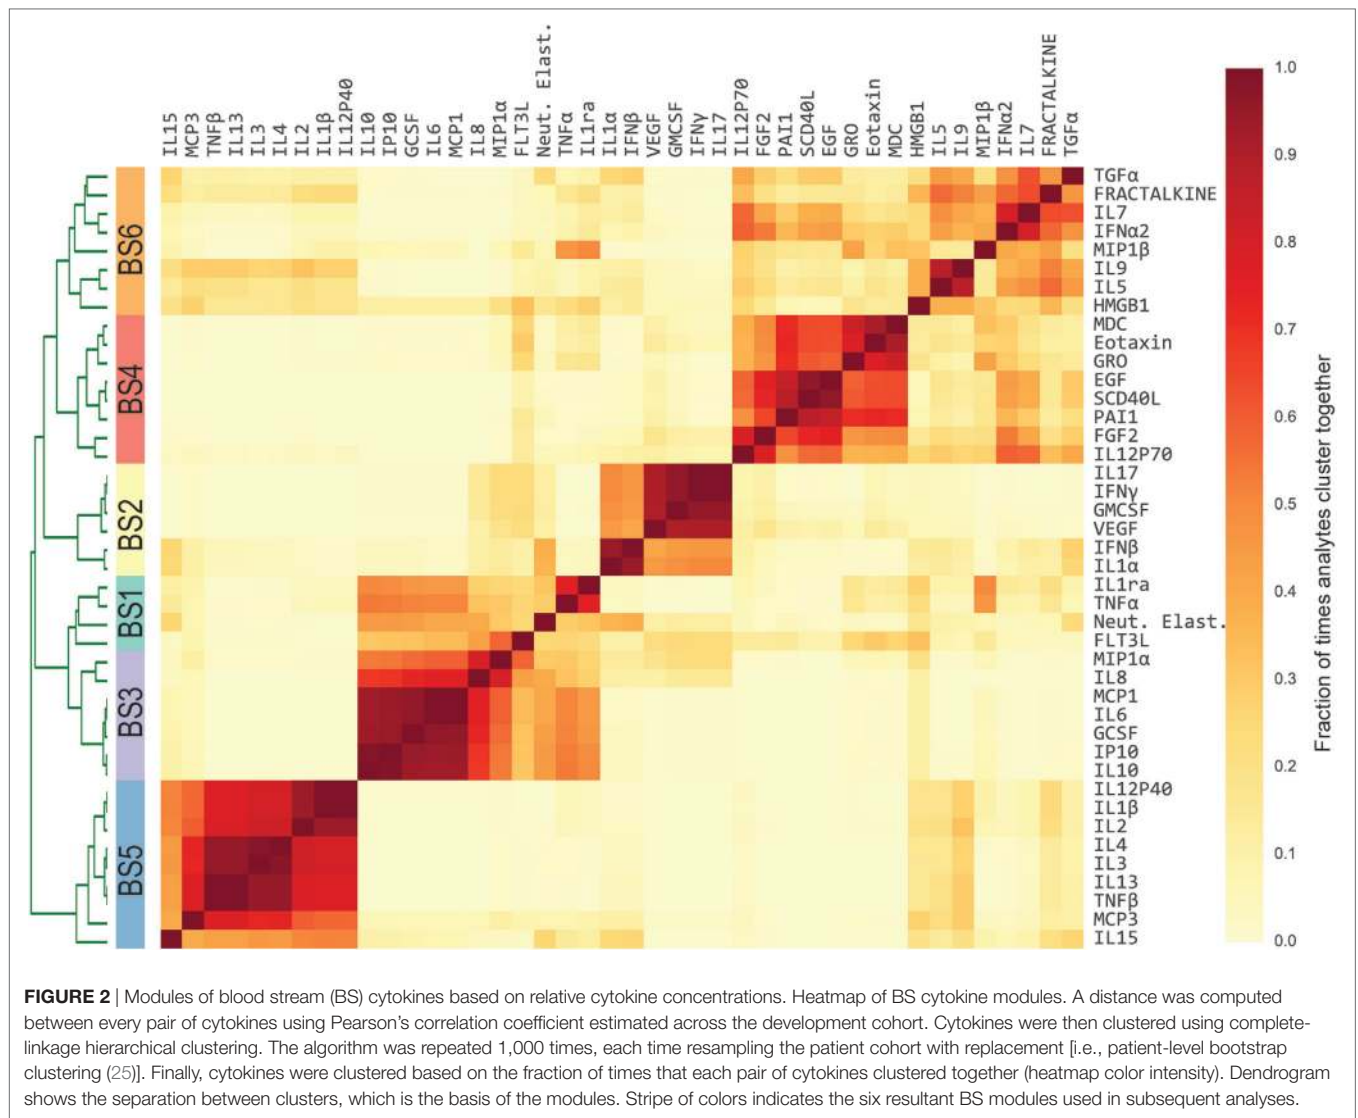 IL15
MCP3
TNFβ
IL13
IL3
IL4
IL2
IL1β
IL12P40
IL10
IP10
GCSF
IL6
MCP1
IL8
MIP1α
FLT3L
Neut. Elast.
TNFα
IL1ra
IL1α
IFNβ
VEGF
GMCSF
IFNγ
IL17
IL12P70
FGF2
PAI1
SCD40L
EGF
GRO
Eotaxin
MDC
HMGB1
IL5
IL9
MIP1β
IFNα2
IL7
FRACTALKINE
TGFα
BS6
BS4
BS2
BS1
BS3
BS5
TGFα
FRACTALKINE
IL7
IFNα2
MIP1β
IL9
IL5
HMGB1
MDC
Eotaxin
GRO
EGF
SCD40L
PAI1
FGF2
IL12P70
IL17
IFNγ
GMCSF
VEGF
IFNβ
IL1α
IL1ra
TNFα
Neut. Elast.
FLT3L
MIP1α
IL8
MCP1
IL6
GCSF
IP10
IL10
IL12P40
IL1β
IL2
IL4
IL3
IL13
TNFβ
MCP3
IL15
1.0
0.9
0.8
0.7
0.6
0.5
0.4
0.3
0.2
0.1
0.0
Fraction of times analytes cluster together
FIGURE 2 | Modules of blood stream (BS) cytokines based on relative cytokine concentrations. Heatmap of BS cytokine modules. A distance was computed
between every pair of cytokines using Pearson's correlation coefficient estimated across the development cohort. Cytokines were then clustered using complete-
linkage hierarchical clustering. The algorithm was repeated 1,000 times, each time resampling the patient cohort with replacement [i.e., patient-level bootstrap
clustering (25)]. Finally, cytokines were clustered based on the fraction of times that each pair of cytokines clustered together (heatmap color intensity). Dendrogram
shows the separation between clusters, which is the basis of the modules. Stripe of colors indicates the six resultant BS modules used in subsequent analyses.